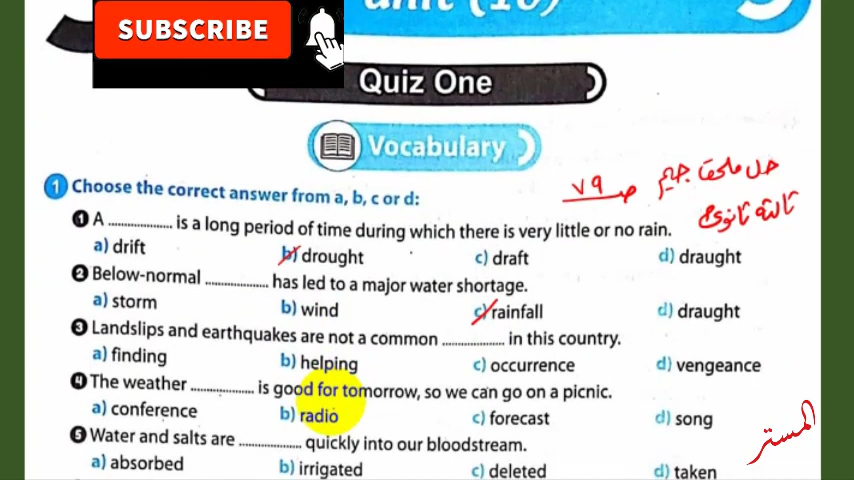 SUBSCRIBE
unit (10)
Quiz One
Vocabulary
1 Choose the correct answer from a, b, c or d:
حل ملحق جيم ص ٧٩
تالتة ثانوي
1 A .................. is a long period of time during which there is very little or no rain.
a) drift b) drought c) draft d) draught
2 Below-normal .................. has led to a major water shortage.
a) storm b) wind c) rainfall d) draught
3 Landslips and earthquakes are not a common .................. in this country.
a) finding b) helping c) occurrence d) vengeance
4 The weather .................. is good for tomorrow, so we can go on a picnic.
a) conference b) radio c) forecast d) song
المستر
5 Water and salts are .................. quickly into our bloodstream.
a) absorbed b) irrigated c) deleted d) taken